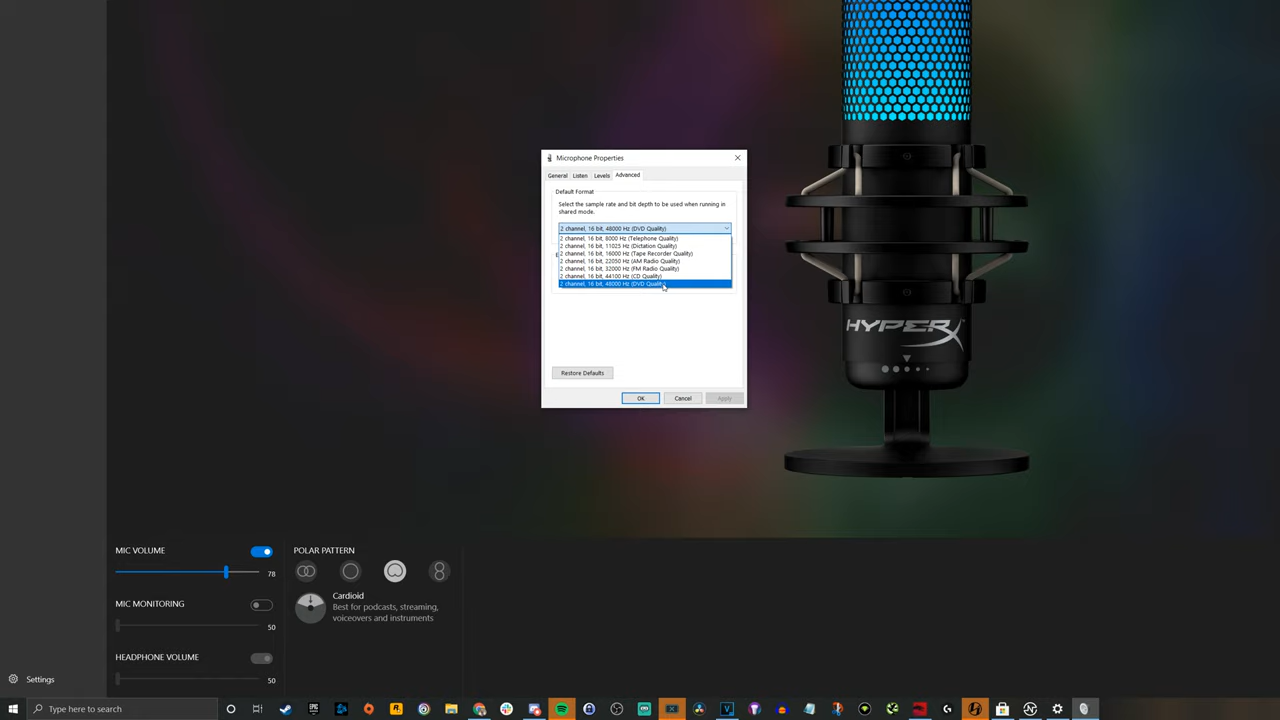 Microphone Properties
General
Listen
Levels
Advanced
Default Format
Select the sample rate and bit depth to be used when running in
shared mode.
2 channel, 16 bit, 48000 Hz (DVD Quality)
2 channel, 16 bit, 8000 Hz (Telephone Quality)
2 channel, 16 bit, 11025 Hz (Dictation Quality)
2 channel, 16 bit, 16000 Hz (Tape Recorder Quality)
2 channel, 16 bit, 22050 Hz (AM Radio Quality)
2 channel, 16 bit, 32000 Hz (FM Radio Quality)
2 channel, 16 bit, 44100 Hz (CD Quality)
2 channel, 16 bit, 48000 Hz (DVD Quality)
Restore Defaults
OK
Cancel
Apply
HYPERX
MIC VOLUME
78
MIC MONITORING
50
HEADPHONE VOLUME
50
POLAR PATTERN
Cardioid
Best for podcasts, streaming,
voiceovers and instruments
Settings
Type here to search